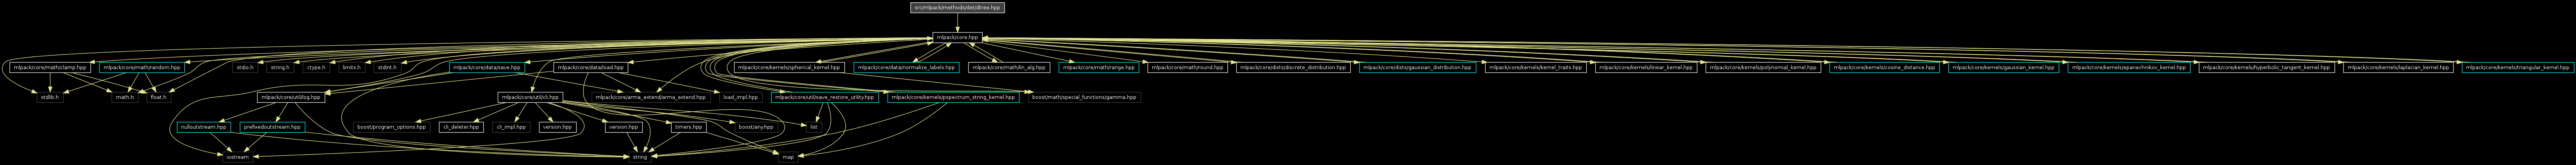 src/mlpack/methods/det/dtree.hpp
mlpack/core.hpp
mlpack/core/math/clamp.hpp
mlpack/core/math/random.hpp
stdio.h
string.h
ctype.h
limits.h
stdint.h
mlpack/core/data/save.hpp
mlpack/core/data/load.hpp
mlpack/core/kernels/spherical_kernel.hpp
mlpack/core/data/normalize_labels.hpp
mlpack/core/math/lin_alg.hpp
mlpack/core/math/range.hpp
mlpack/core/math/round.hpp
mlpack/core/dists/discrete_distribution.hpp
mlpack/core/dists/gaussian_distribution.hpp
mlpack/core/kernels/kernel_traits.hpp
mlpack/core/kernels/linear_kernel.hpp
mlpack/core/kernels/polynomial_kernel.hpp
mlpack/core/kernels/cosine_distance.hpp
mlpack/core/kernels/gaussian_kernel.hpp
mlpack/core/kernels/epanechnikov_kernel.hpp
mlpack/core/kernels/hyperbolic_tangent_kernel.hpp
mlpack/core/kernels/laplacian_kernel.hpp
mlpack/core/kernels/triangular_kernel.hpp
stdlib.h
math.h
float.h
mlpack/core/util/log.hpp
mlpack/core/util/cli.hpp
mlpack/core/arma_extend/arma_extend.hpp
load_impl.hpp
mlpack/core/util/save_restore_utility.hpp
mlpack/core/kernels/pspectrum_string_kernel.hpp
boost/math/special_functions/gamma.hpp
nulloutstream.hpp
prefixedoutstream.hpp
boost/program_options.hpp
cli_deleter.hpp
cli_impl.hpp
version.hpp
version.hpp
timers.hpp
boost/any.hpp
list
iostream
string
map